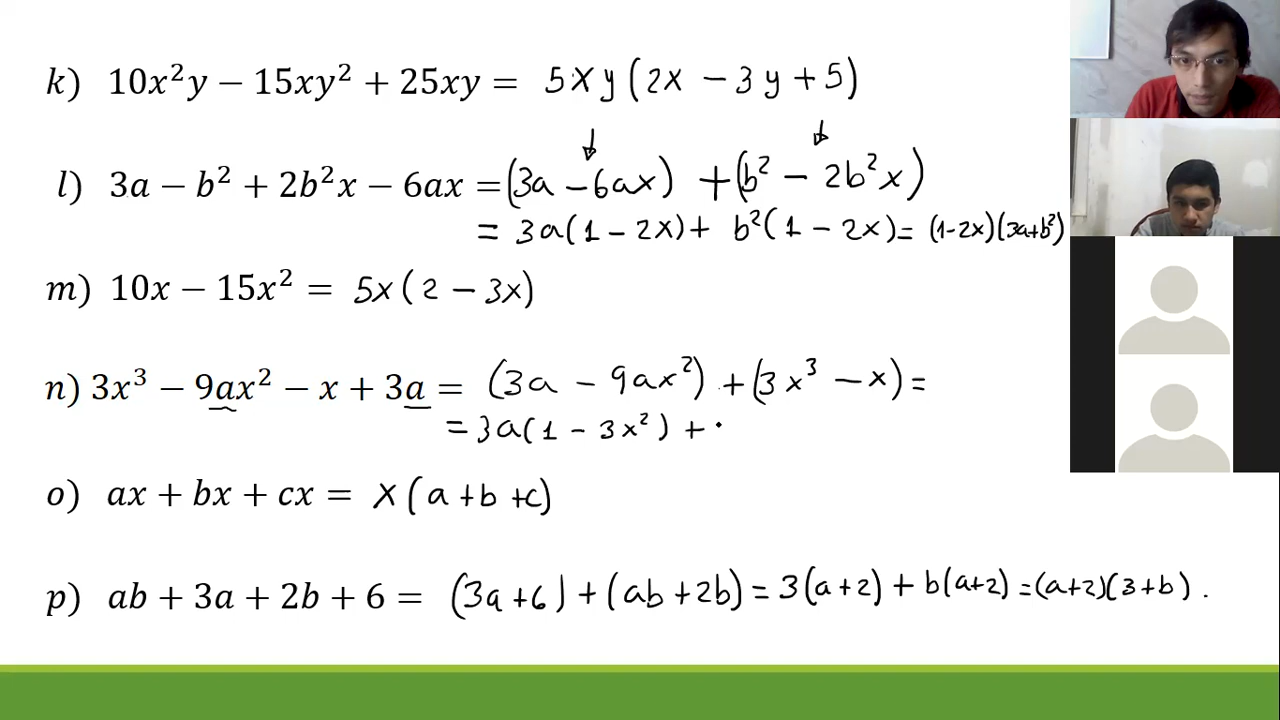 k) 10x²y − 15xy² + 25xy = 5xy(2x − 3y + 5)
l) 3a − b² + 2b²x − 6ax = (3a − 6ax) + (b² − 2b²x)
= 3a(1 − 2x) + b²(1 − 2x) = (1-2x)(3a+b²)
m) 10x − 15x² = 5x(2 − 3x)
n) 3x³ − 9ax² − x + 3a = (3a − 9ax²) + (3x³ − x) =
= 3a(1 − 3x²) +
o) ax + bx + cx = x(a+b+c)
p) ab + 3a + 2b + 6 = (3a+6) + (ab+2b) = 3(a+2) + b(a+2) = (a+2)(3+b).